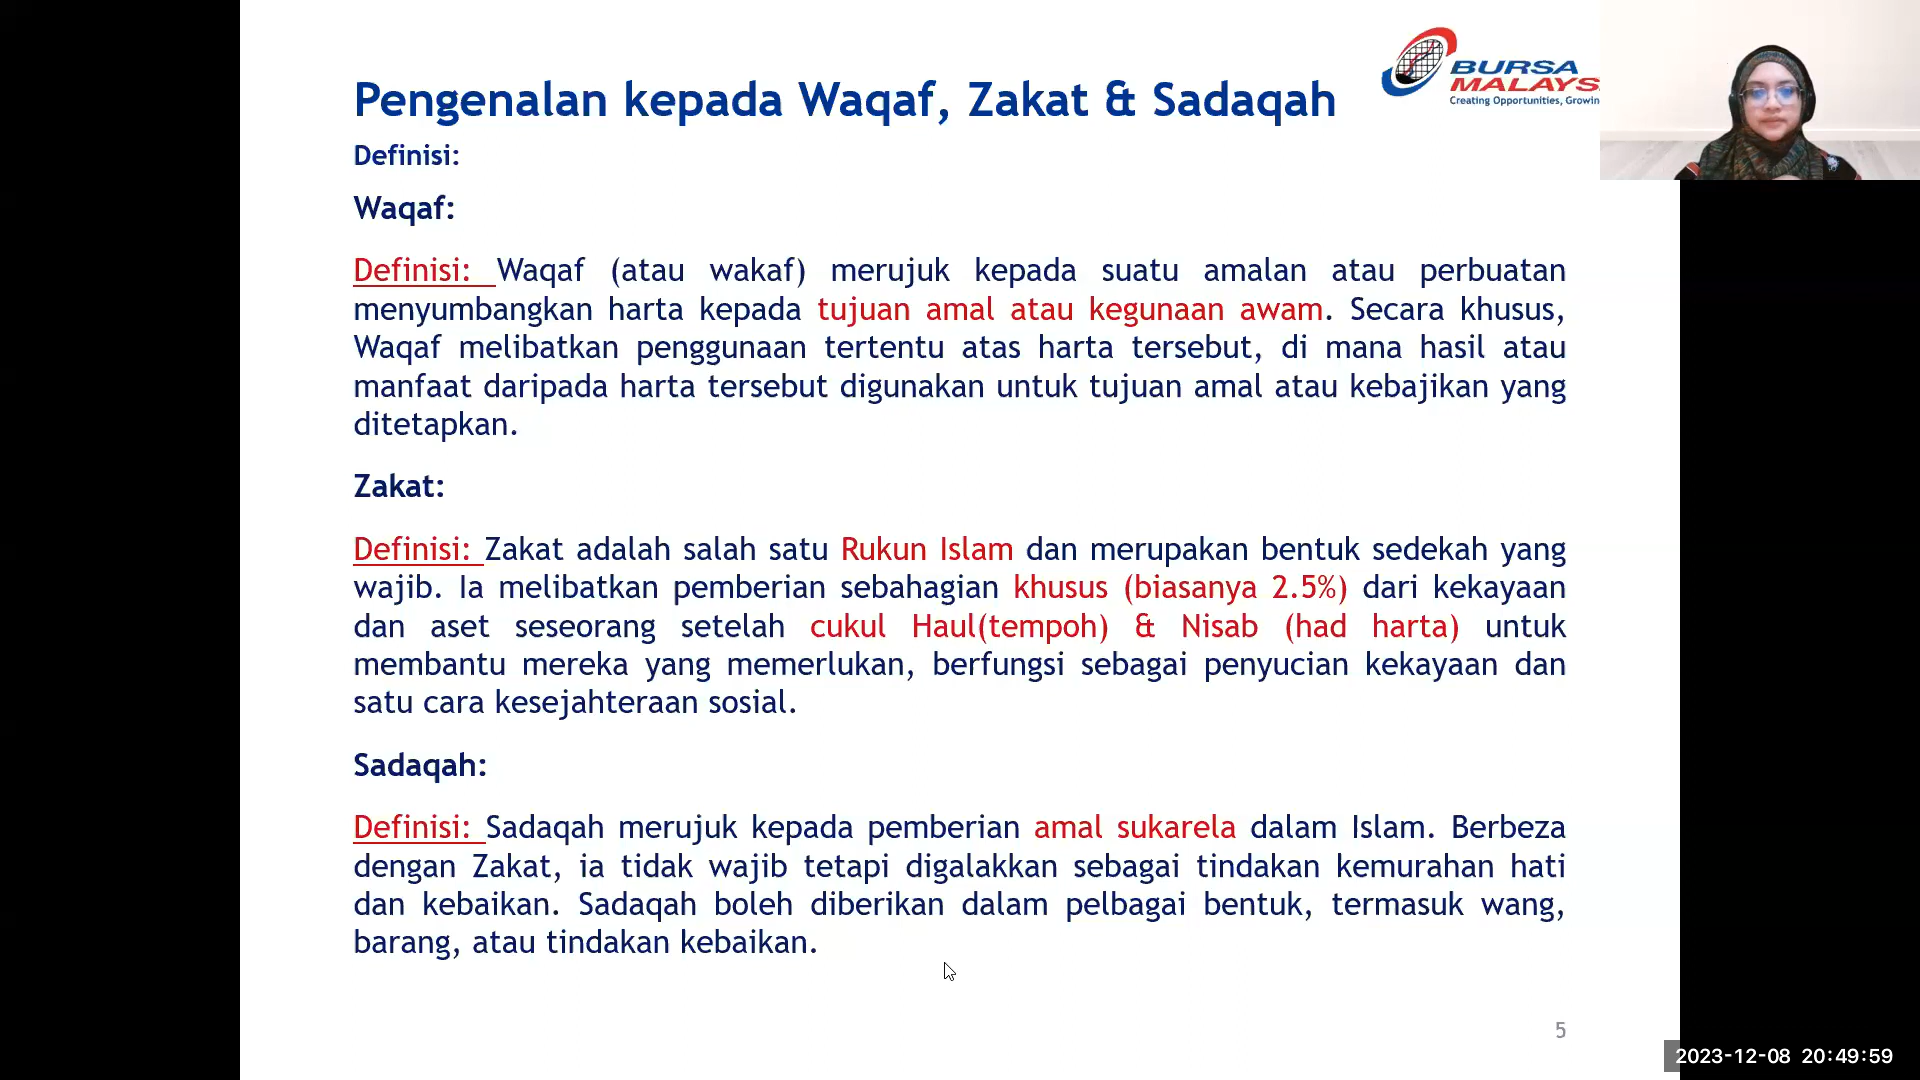 Pengenalan kepada Waqaf, Zakat & Sadaqah
BURSA
MALAYS
Creating Opportunities, Growin
Definisi:
Waqaf:
Definisi: Waqaf (atau wakaf) merujuk kepada suatu amalan atau perbuatan
menyumbangkan harta kepada tujuan amal atau kegunaan awam. Secara khusus,
Waqaf melibatkan penggunaan tertentu atas harta tersebut, di mana hasil atau
manfaat daripada harta tersebut digunakan untuk tujuan amal atau kebajikan yang
ditetapkan.
Zakat:
Definisi: Zakat adalah salah satu Rukun Islam dan merupakan bentuk sedekah yang
wajib. Ia melibatkan pemberian sebahagian khusus (biasanya 2.5%) dari kekayaan
dan aset seseorang setelah cukul Haul(tempoh) & Nisab (had harta) untuk
membantu mereka yang memerlukan, berfungsi sebagai penyucian kekayaan dan
satu cara kesejahteraan sosial.
Sadaqah:
Definisi: Sadaqah merujuk kepada pemberian amal sukarela dalam Islam. Berbeza
dengan Zakat, ia tidak wajib tetapi digalakkan sebagai tindakan kemurahan hati
dan kebaikan. Sadaqah boleh diberikan dalam pelbagai bentuk, termasuk wang,
barang, atau tindakan kebaikan.
5
2023-12-08 20:49:59